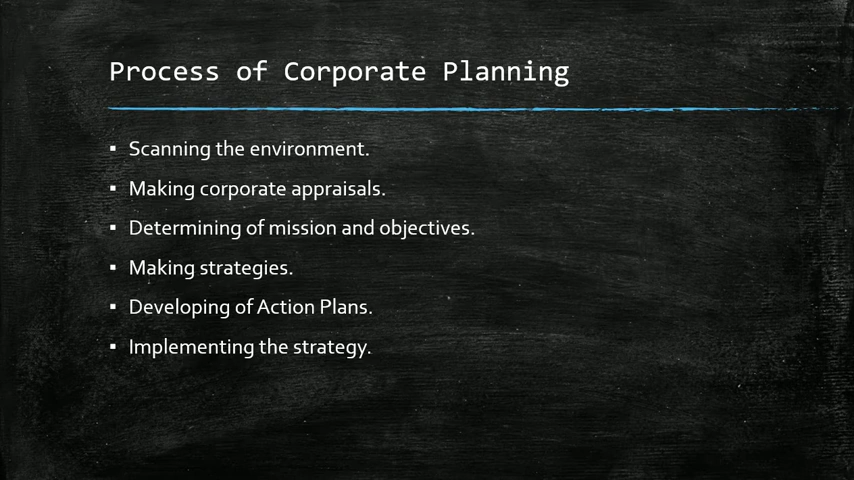 Process of Corporate Planning
▪ Scanning the environment.
▪ Making corporate appraisals.
▪ Determining of mission and objectives.
▪ Making strategies.
▪ Developing of Action Plans.
▪ Implementing the strategy.